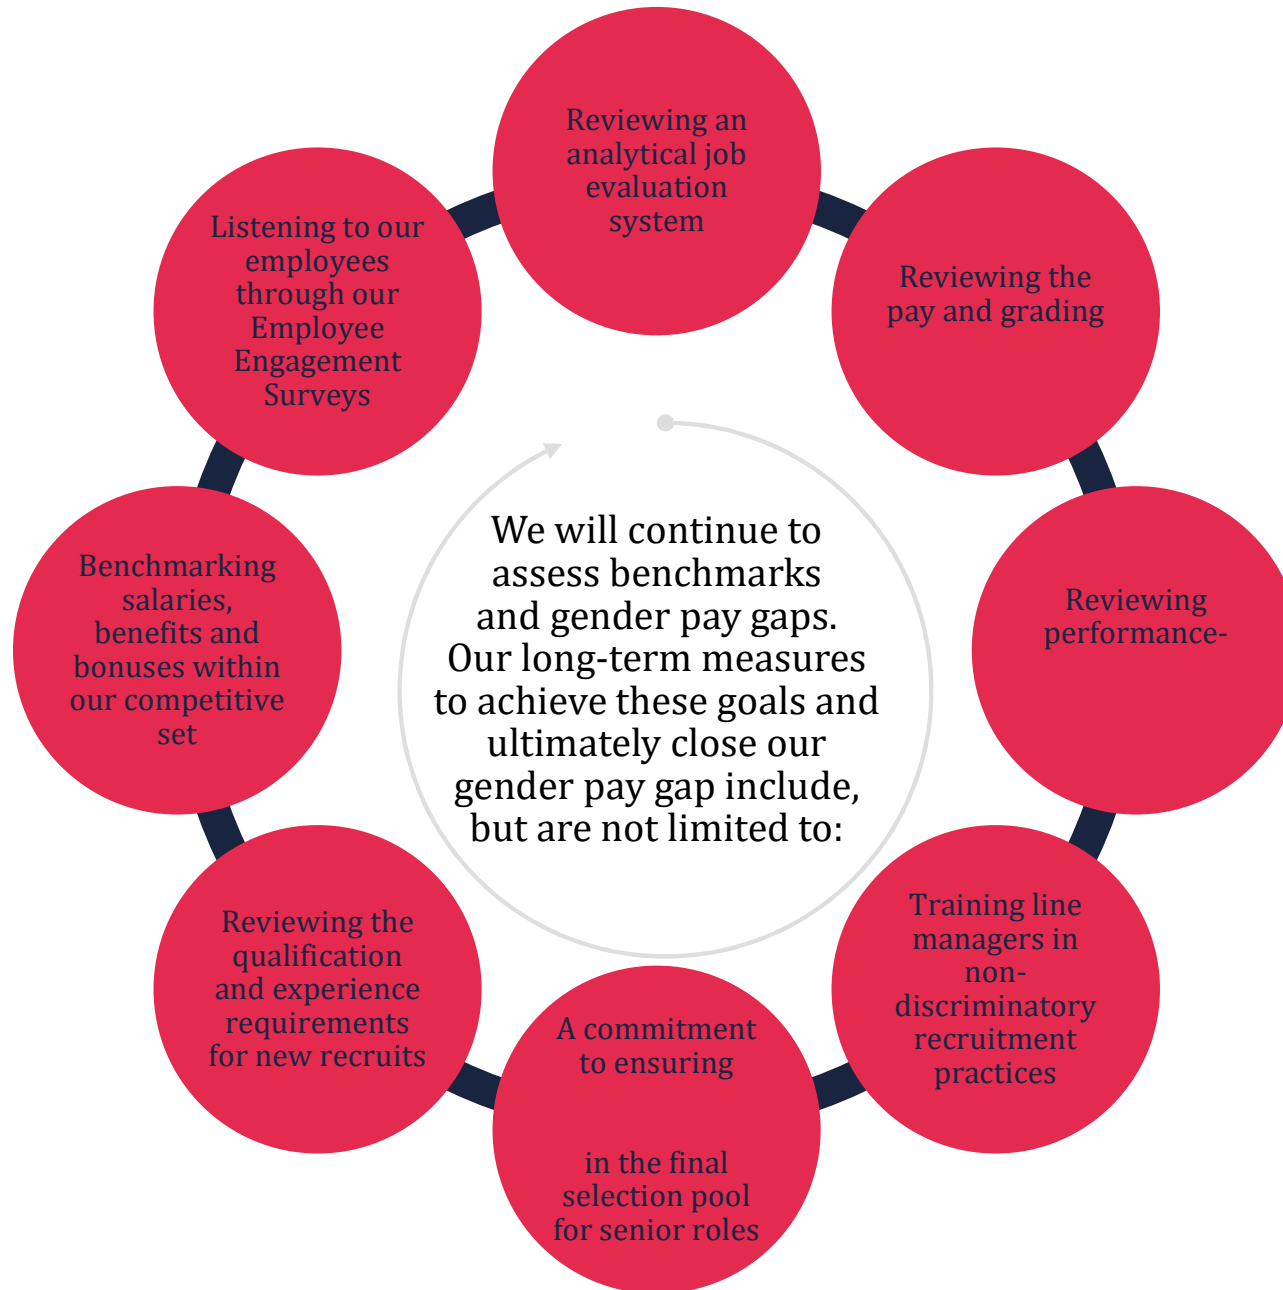 Reviewing an
analytical job
evaluation
system
Reviewing the
pay and grading
Reviewing
performance-
Training line
managers in
non-
discriminatory
recruitment
practices
A commitment
to ensuring
in the final
selection pool
for senior roles
Reviewing the
qualification
and experience
requirements
for new recruits
Benchmarking
salaries,
benefits and
bonuses within
our competitive
set
Listening to our
employees
through our
Employee
Engagement
Surveys
We will continue to
assess benchmarks
and gender pay gaps.
Our long-term measures
to achieve these goals and
ultimately close our
gender pay gap include,
but are not limited to: